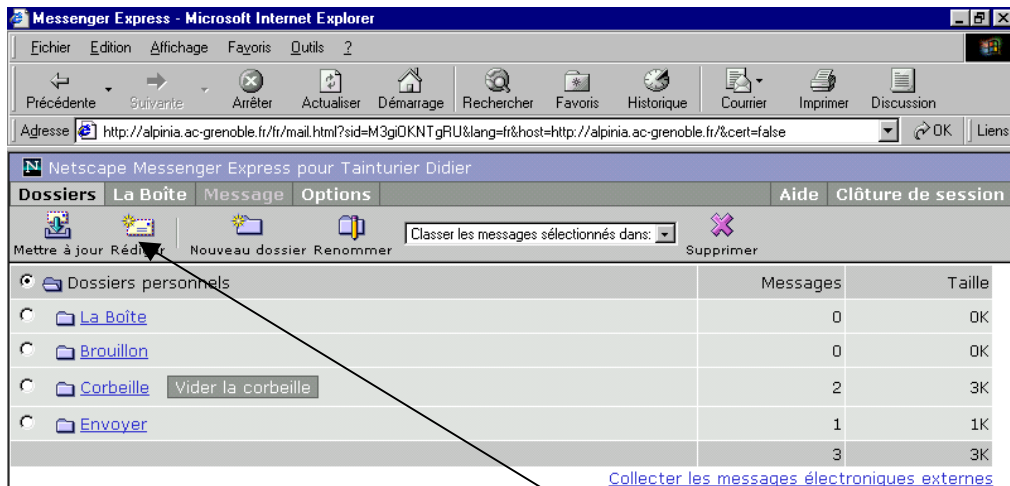 Messenger Express - Microsoft Internet Explorer
Fichier Edition Affichage Favoris Outils ?
Précédente Suivante Arrêter Actualiser Démarrage Rechercher Favoris Historique Courrier Imprimer Discussion
Adresse http://alpinia.ac-grenoble.fr/fr/mail.html?sid=M3giOKNTgRU&lang=fr&host=http://alpinia.ac-grenoble.fr/&cert=false OK Liens
N Netscape Messenger Express pour Tainturier Didier
Dossiers La Boîte Message Options Aide Clôture de session
Mettre à jour Rédiger Nouveau dossier Renommer Classer les messages sélectionnés dans: Supprimer
Dossiers personnels Messages Taille
La Boîte 0 0K
Brouillon 0 0K
Corbeille Vider la corbeille 2 3K
Envoyer 1 1K
3 3K
Collecter les messages électroniques externes